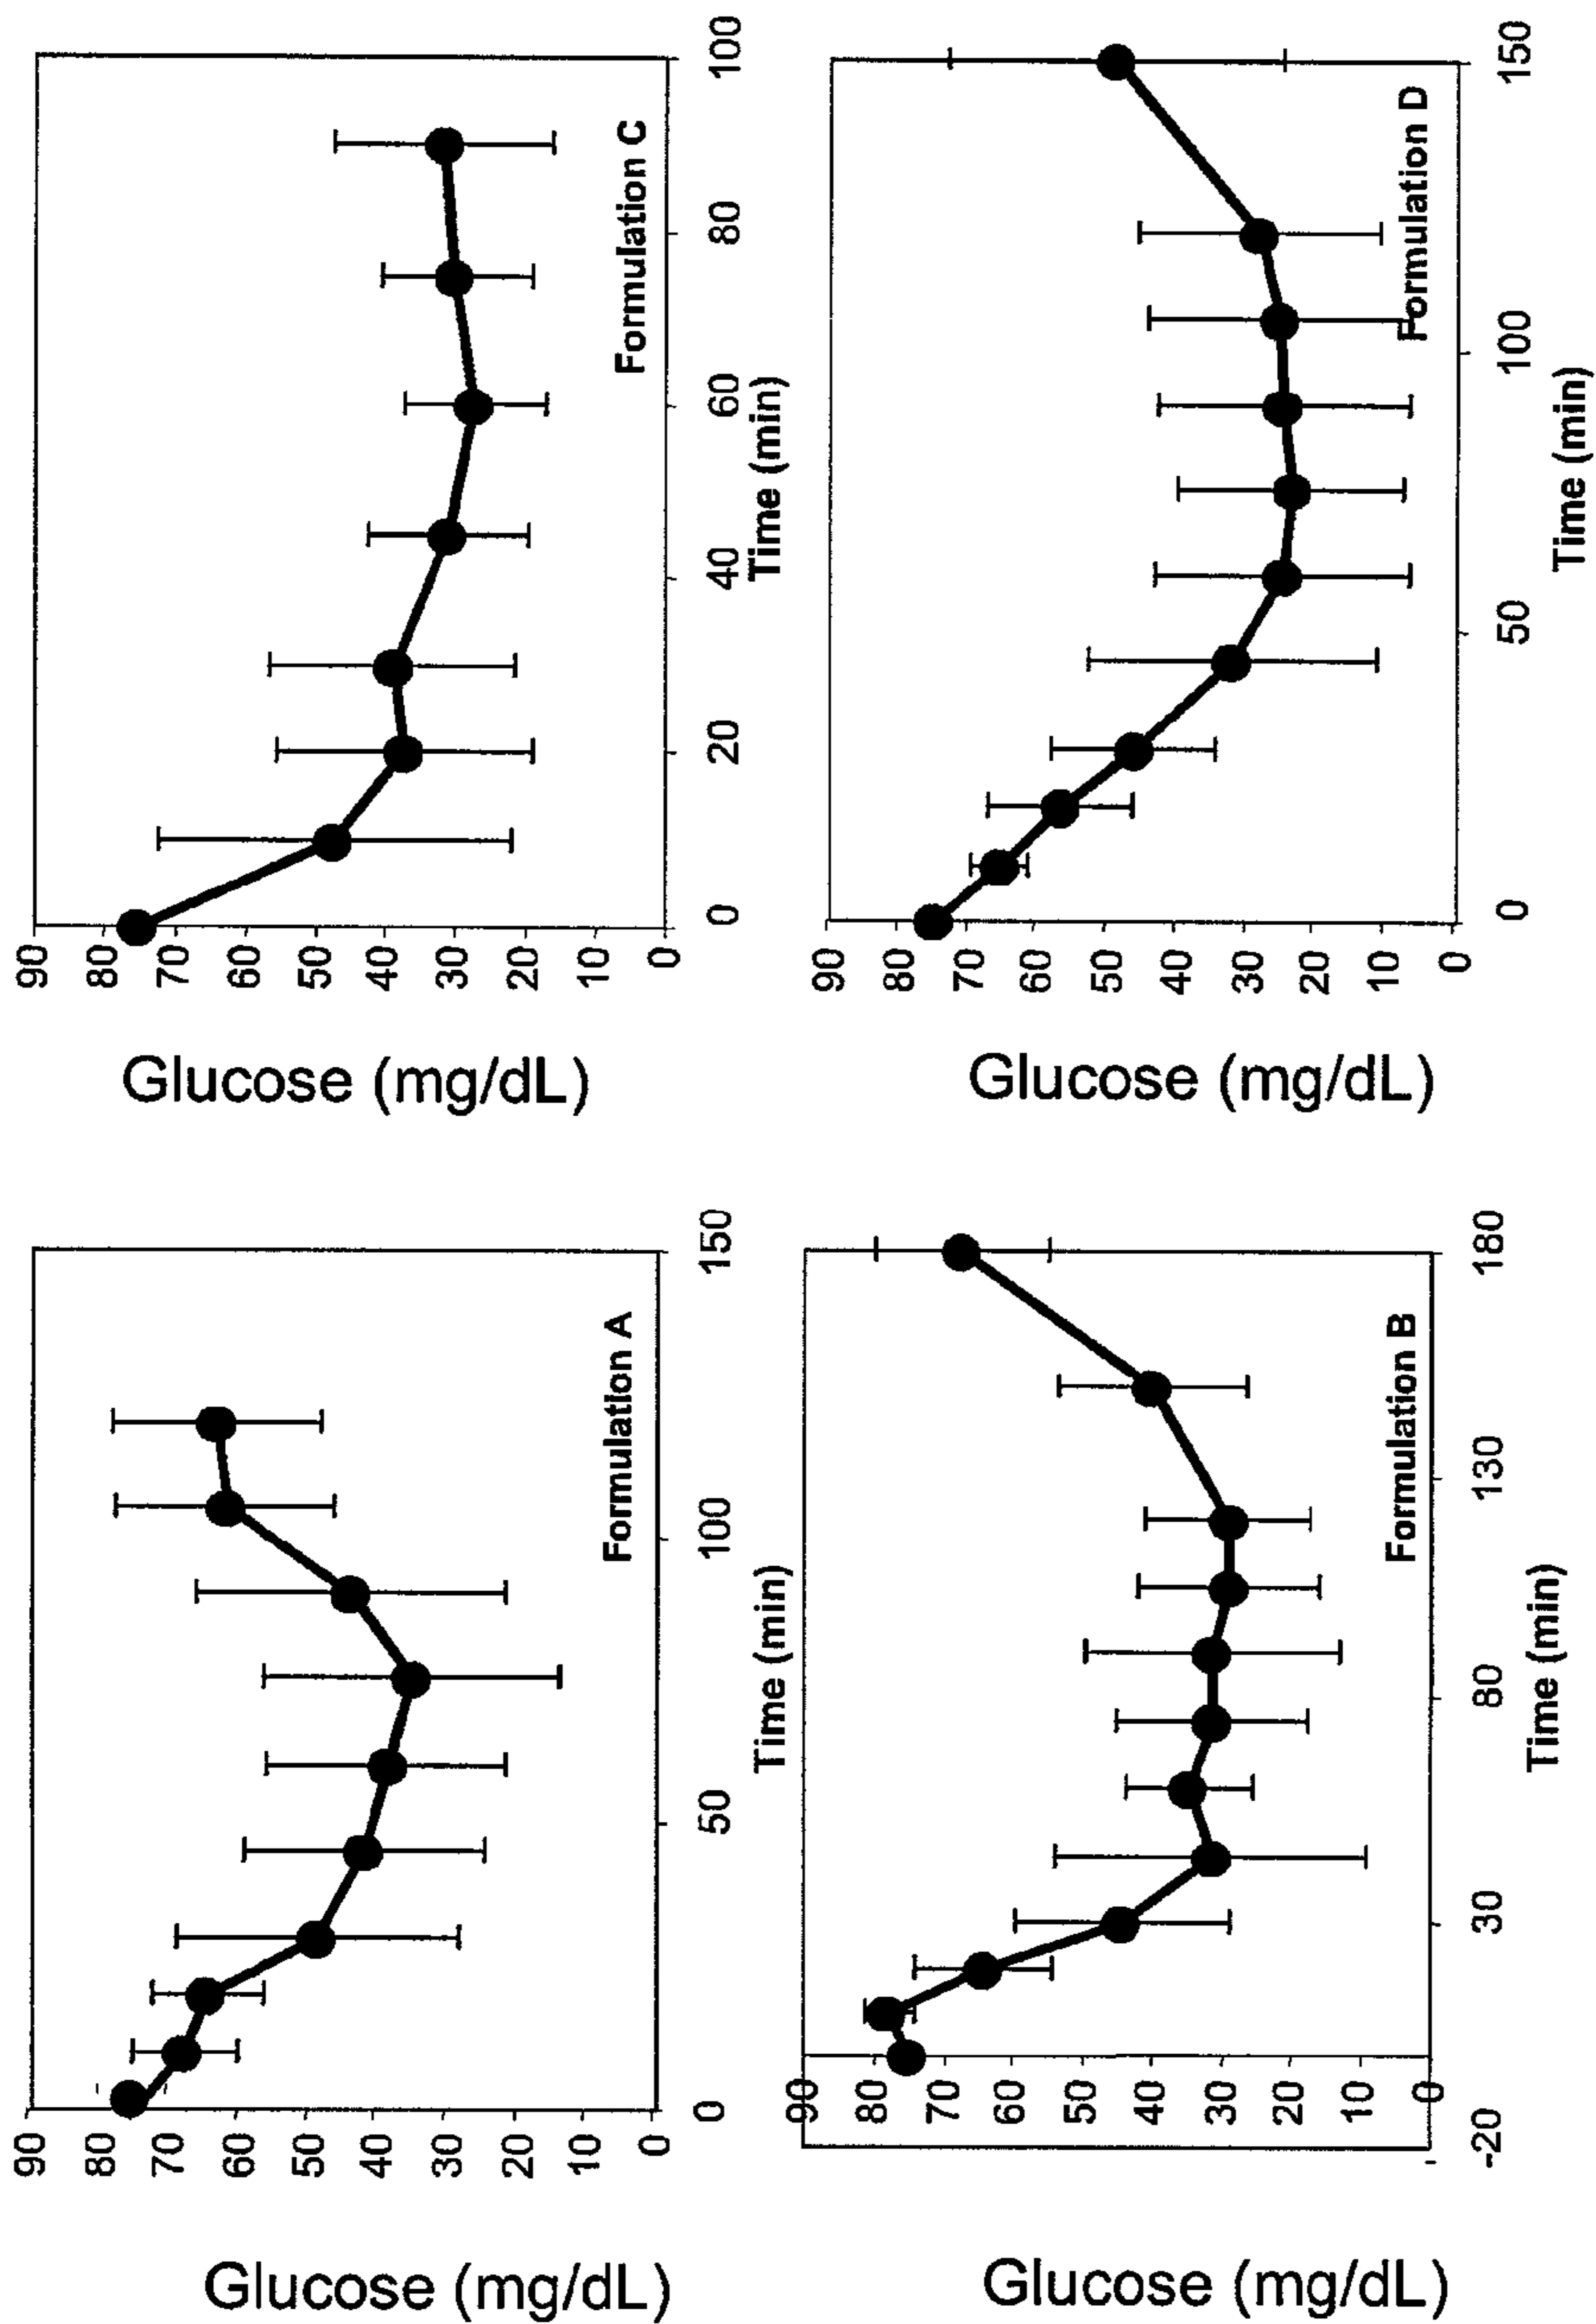 Glucose (mg/dL)
90
80
70
60
50
40
30
20
10
0
Formulation A
0 50 100 150
Time (min)
Glucose (mg/dL)
90
80
70
60
50
40
30
20
10
0
Formulation C
0 20 40 60 80 100
Time (min)
Glucose (mg/dL)
90
80
70
60
50
40
30
20
10
0
Formulation B
-20 30 80 130 180
Time (min)
Glucose (mg/dL)
90
80
70
60
50
40
30
20
10
0
Formulation D
0 50 100 150
Time (min)